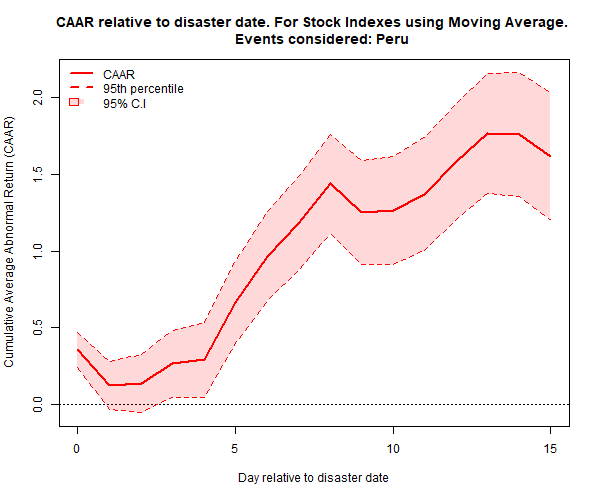 CAAR relative to disaster date. For Stock Indexes using Moving Average.
Events considered: Peru
CAAR
95th percentile
95% C.I
Cumulative Average Abnormal Return (CAAR)
2.0
1.5
1.0
0.5
0.0
0 5 10 15
Day relative to disaster date